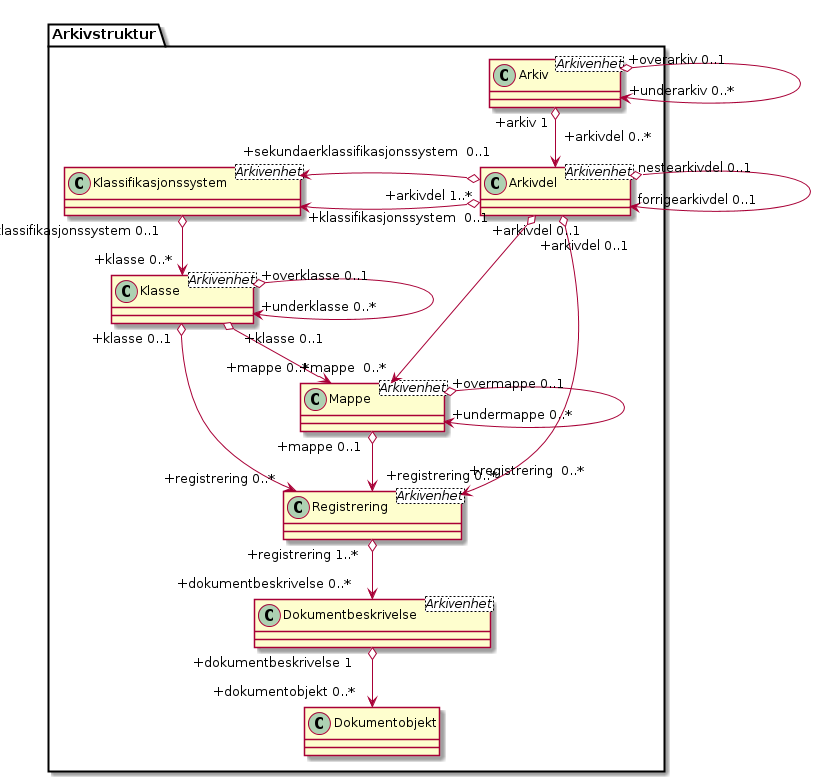 Arkivstruktur
Arkivenhet
+overarkiv 0..1
C Arkiv
+underarkiv 0..*
+arkiv 1
+arkivdel 0..*
+sekundaerklassifikasjonssystem 0..1
Arkivenhet
C Klassifikasjonssystem
Arkivenhet
nestearkivdel 0..1
C Arkivdel
+arkivdel 1..*
forrigearkivdel 0..1
+klassifikasjonssystem 0..1
klassifikasjonssystem 0..1
+arkivdel 0..1
+arkivdel 0..1
+klasse 0..*
Arkivenhet
+overklasse 0..1
C Klasse
+underklasse 0..*
+klasse 0..1
+klasse 0..1
+mappe 0..*
+mappe 0..*
Arkivenhet
+overmappe 0..1
C Mappe
+undermappe 0..*
+mappe 0..1
+registrering 0..*
+registrering 0..*
+registrering 0..*
Arkivenhet
C Registrering
+registrering 1..*
+dokumentbeskrivelse 0..*
Arkivenhet
C Dokumentbeskrivelse
+dokumentbeskrivelse 1
+dokumentobjekt 0..*
C Dokumentobjekt